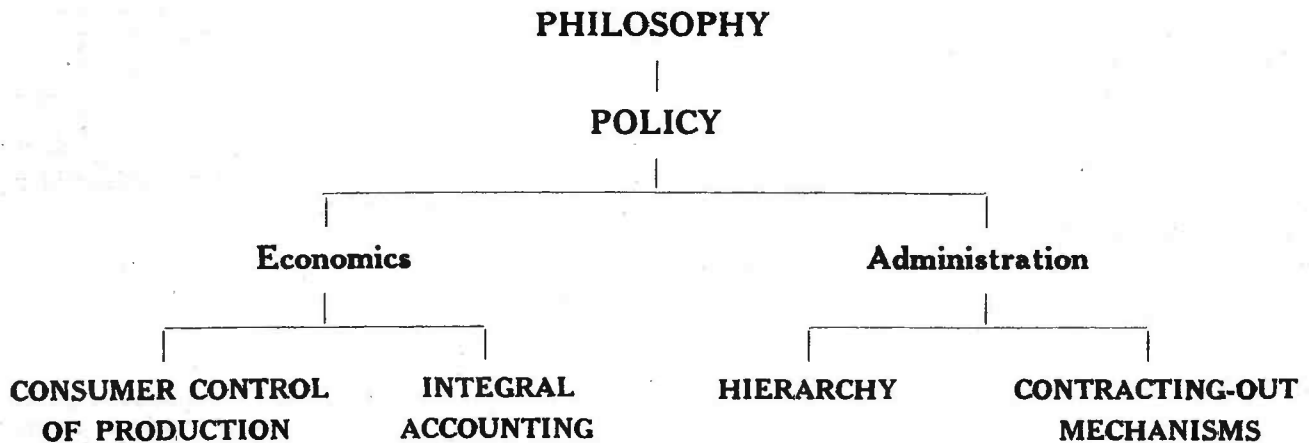 PHILOSOPHY
POLICY
Economics
Administration
CONSUMER CONTROL
OF PRODUCTION
INTEGRAL
ACCOUNTING
HIERARCHY
CONTRACTING-OUT
MECHANISMS